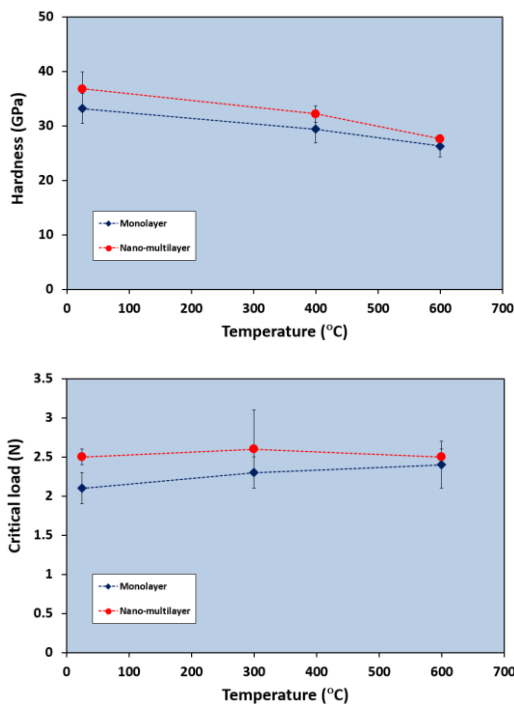 50
40
30
20
10
0
Hardness (GPa)
Monolayer
Nano-multilayer
0 100 200 300 400 500 600 700
Temperature (°C)
3.5
3
2.5
2
1.5
1
0.5
0
Critical load (N)
Monolayer
Nano-multilayer
0 100 200 300 400 500 600 700
Temperature (°C)